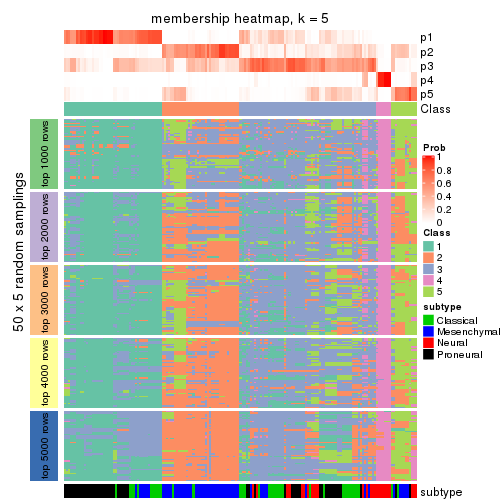 membership heatmap, k = 5
p1
p2
p3
p4
p5
Class
50 x 5 random samplings
top 1000 rows
top 2000 rows
top 3000 rows
top 4000 rows
top 5000 rows
Prob
1
0.8
0.6
0.4
0.2
0
Class
1
2
3
4
5
subtype
Classical
Mesenchymal
Neural
Proneural
subtype